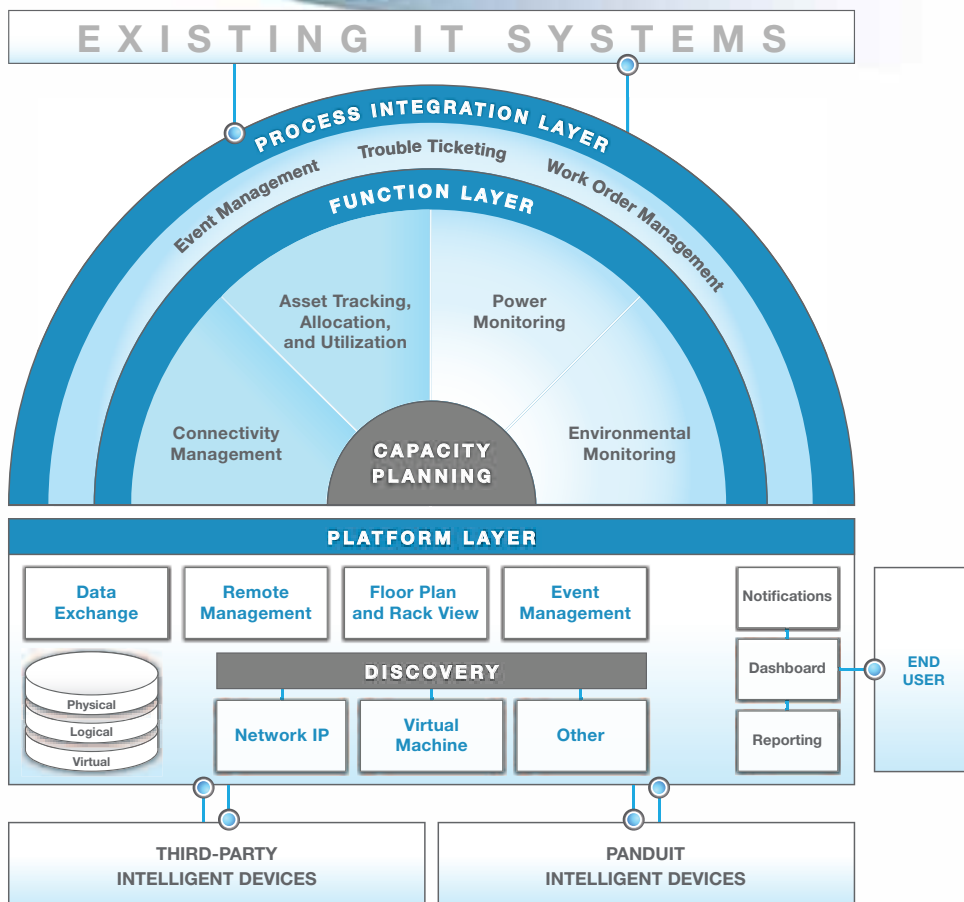 EXISTING IT SYSTEMS
PROCESS INTEGRATION LAYER
Event Management
Trouble Ticketing
Work Order Management
FUNCTION LAYER
Connectivity
Management
Asset Tracking,
Allocation,
and Utilization
Power
Monitoring
Environmental
Monitoring
CAPACITY
PLANNING
PLATFORM LAYER
Data
Exchange
Remote
Management
Floor Plan
and Rack View
Event
Management
Physical
Logical
Virtual
DISCOVERY
Network IP
Virtual
Machine
Other
Notifications
Dashboard
Reporting
END
USER
THIRD-PARTY
INTELLIGENT DEVICES
PANDUIT
INTELLIGENT DEVICES